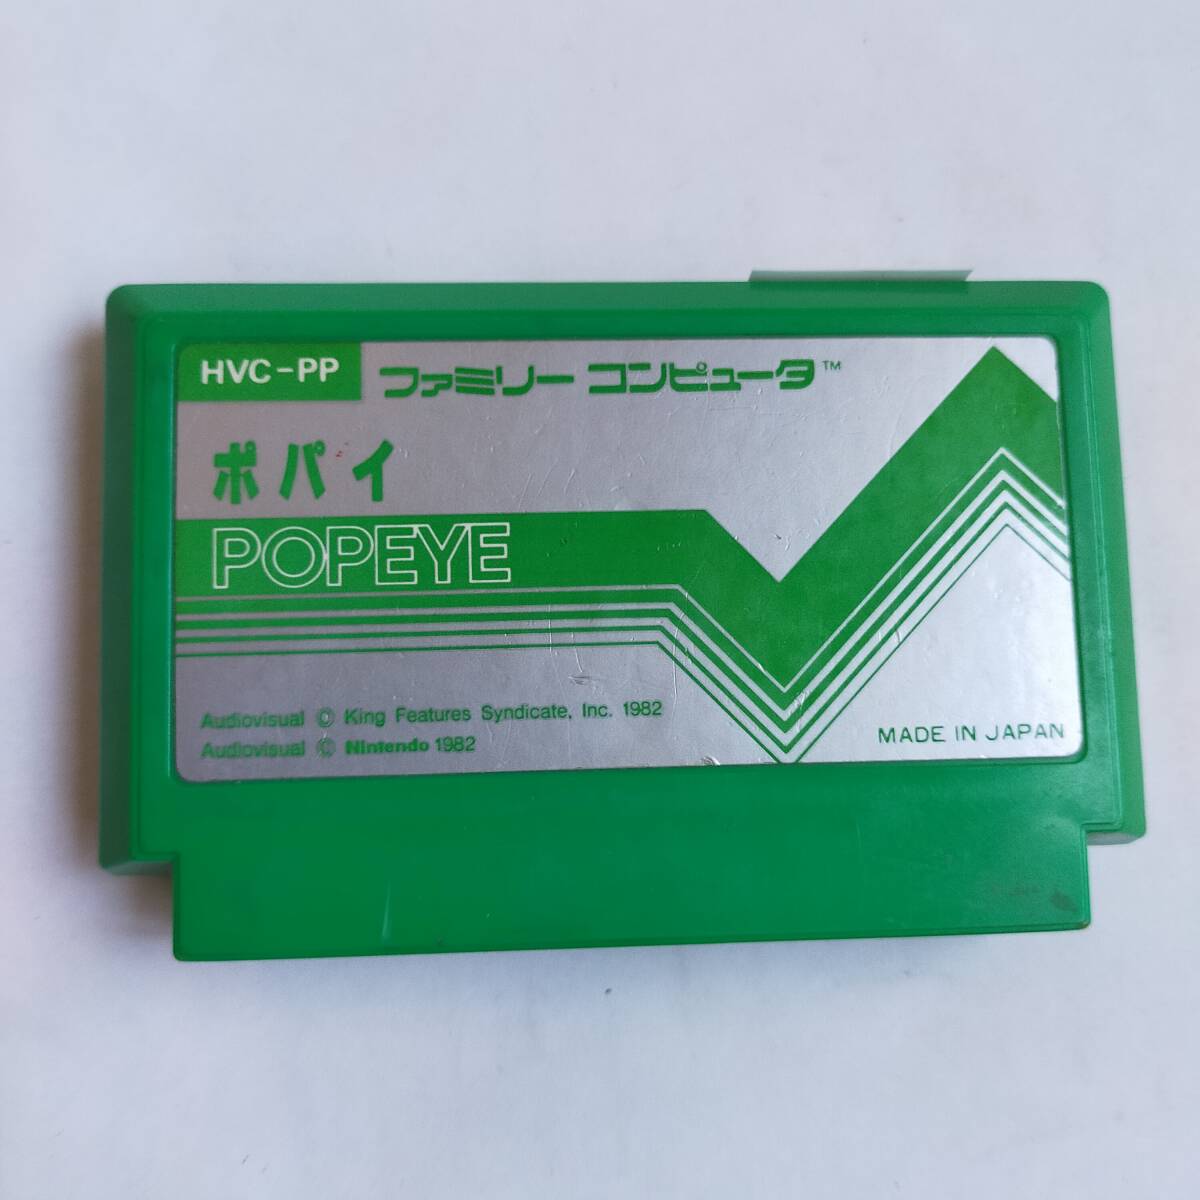 HVC-PP
ファミリー コンピュータ™
ポパイ
POPEYE
Audiovisual © King Features Syndicate, Inc. 1982
Audiovisual © Nintendo 1982
MADE IN JAPAN